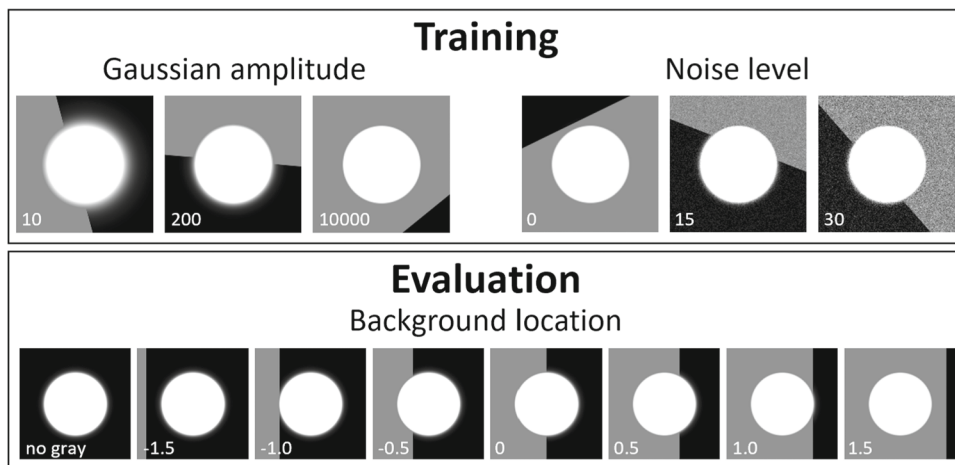 Training
Gaussian amplitude
Noise level
10
200
10000
0
15
30
Evaluation
Background location
no gray
-1.5
-1.0
-0.5
0
0.5
1.0
1.5